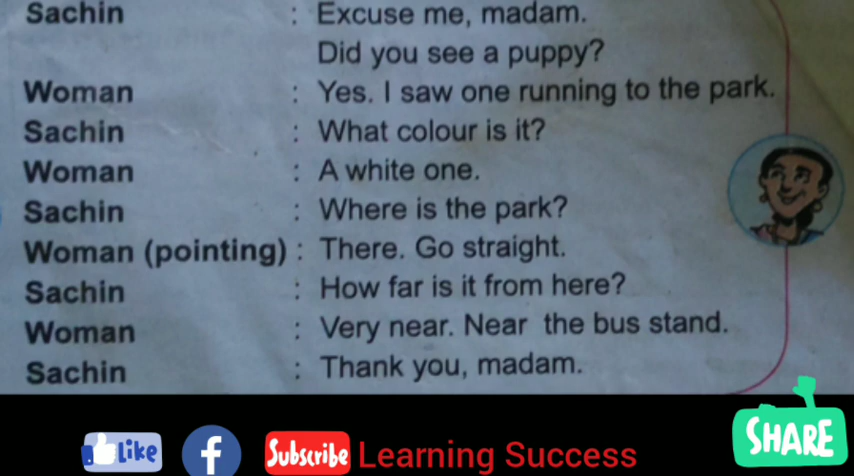 Sachin : Excuse me, madam.
Did you see a puppy?
Woman : Yes. I saw one running to the park.
Sachin : What colour is it?
Woman : A white one.
Sachin : Where is the park?
Woman (pointing) : There. Go straight.
Sachin : How far is it from here?
Woman : Very near. Near the bus stand.
Sachin : Thank you, madam.
Like
f
Subscribe
Learning Success
SHARE